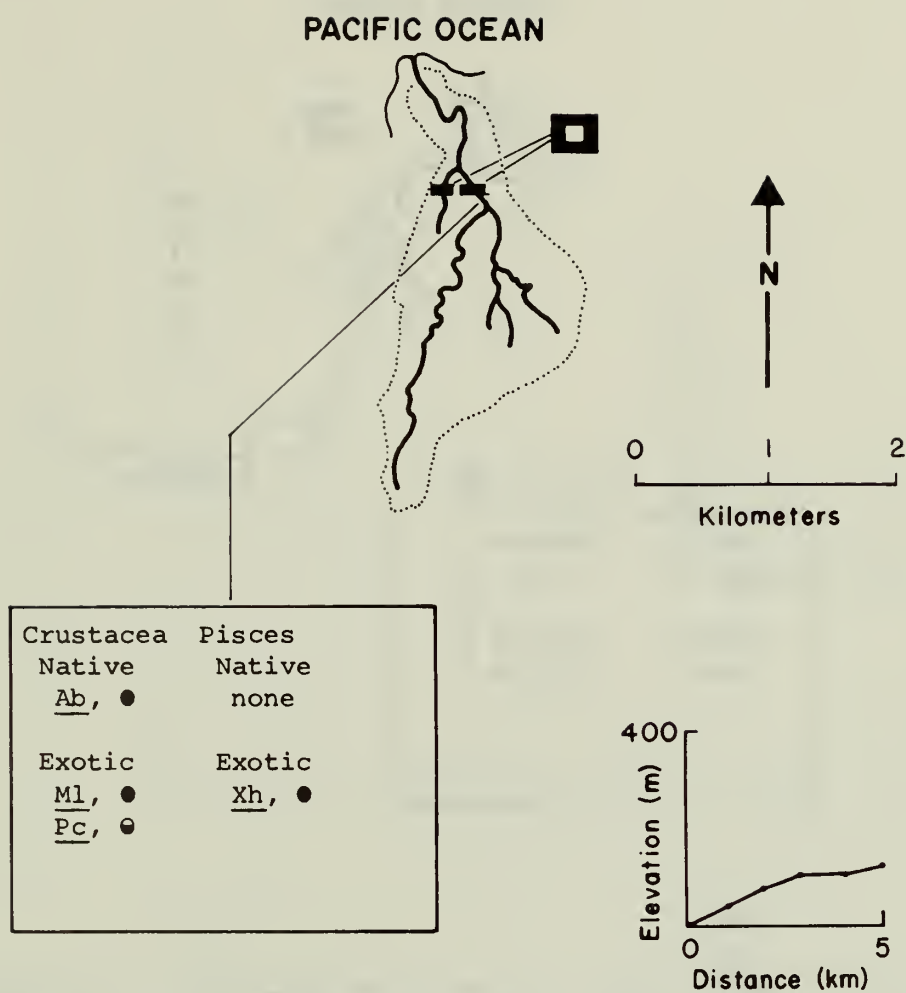 PACIFIC OCEAN
N
0 1 2
Kilometers
Crustacea Pisces
Native Native
Ab, ● none
Exotic Exotic
Ml, ● Xh, ●
Pc, ◒
400
Elevation (m)
0 5
Distance (km)